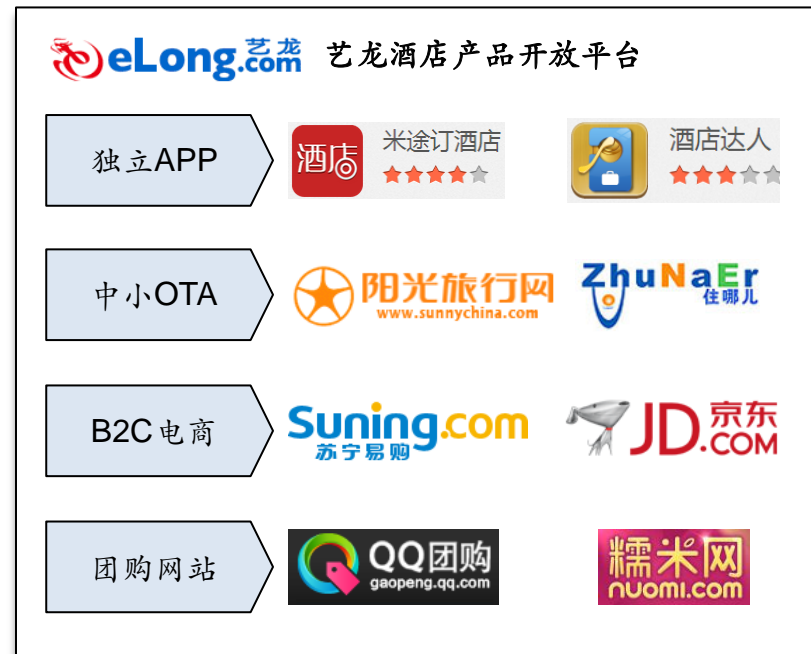 eLong.com 艺龙 艺龙酒店产品开放平台
独立APP 酒店 米途订酒店 酒店达人
中小OTA 阳光旅行网 www.sunnychina.com ZhuNaEr 住哪儿
B2C电商 Suning.com 苏宁易购 JD.COM 京东
团购网站 QQ团购 gaopeng.qq.com 糯米网 nuomi.com